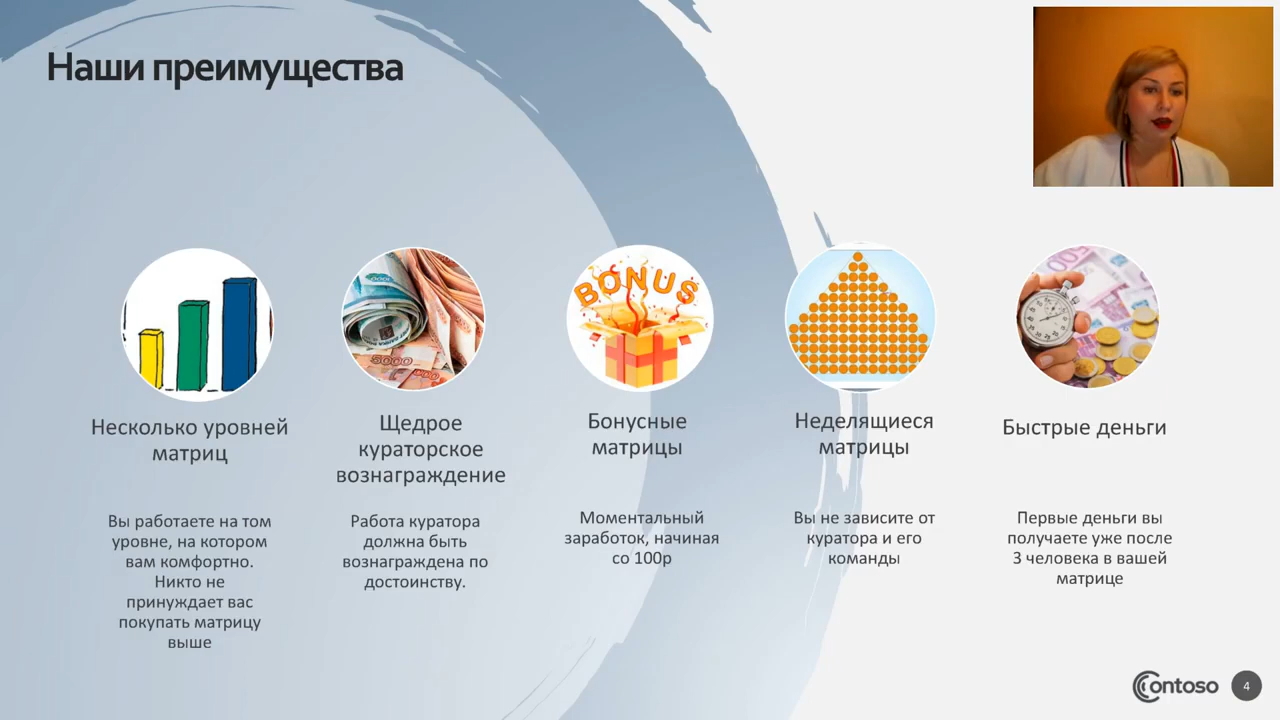 Наши преимущества
BONUS
5000
Несколько уровней
матриц
Вы работаете на том
уровне, на котором
вам комфортно.
Никто не
принуждает вас
покупать матрицу
выше
Щедрое
кураторское
вознаграждение
Работа куратора
должна быть
вознаграждена по
достоинству.
Бонусные
матрицы
Моментальный
заработок, начиная
со 100р
Неделящиеся
матрицы
Вы не зависите от
куратора и его
команды
Быстрые деньги
Первые деньги вы
получаете уже после
3 человека в вашей
матрице
Contoso
4